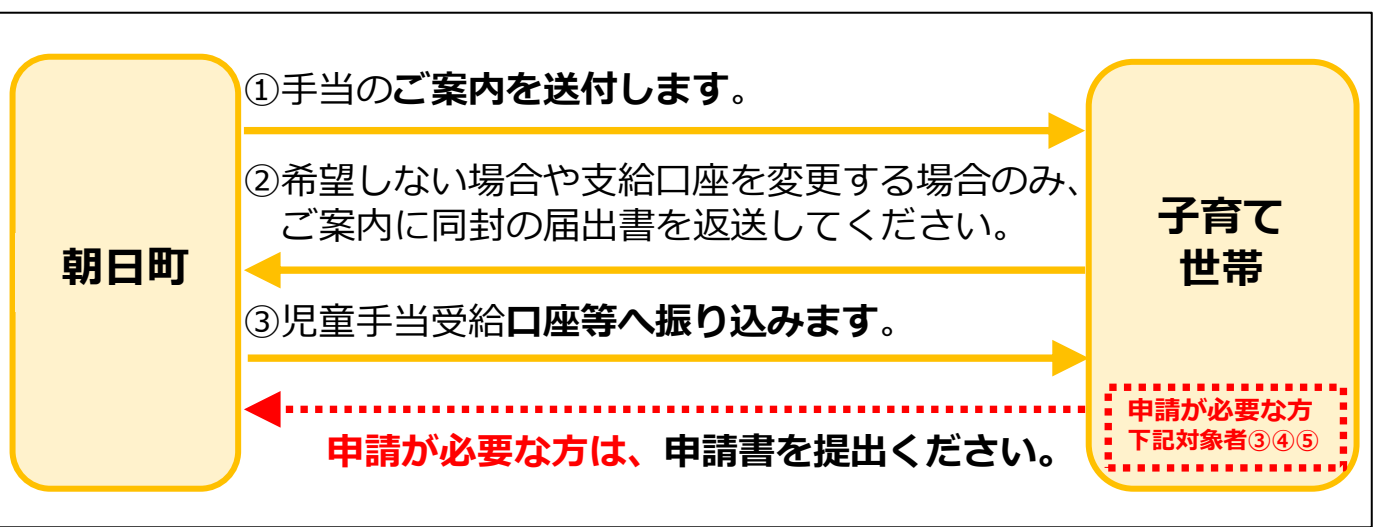 朝日町
①手当のご案内を送付します。
②希望しない場合や支給口座を変更する場合のみ、
ご案内に同封の届出書を返送してください。
③児童手当受給口座等へ振り込みます。
申請が必要な方は、申請書を提出ください。
子育て
世帯
申請が必要な方
下記対象者③④⑤